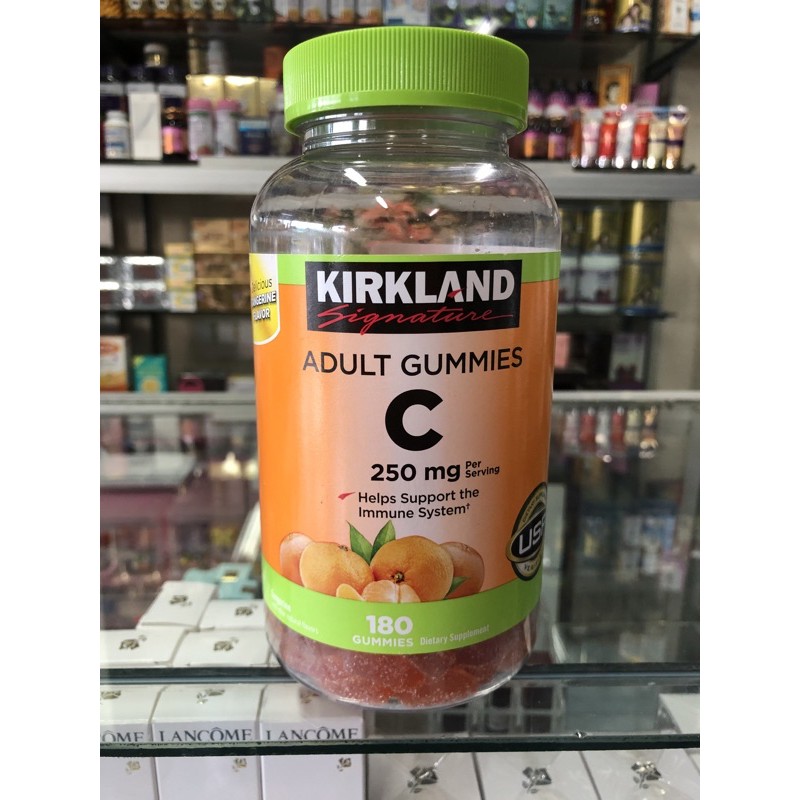 KIRKLAND
Signature
TANGERINE
FLAVOR
ADULT GUMMIES
C
250 mg Per Serving
Helps Support the
Immune System†
USP
180
GUMMIES Dietary Supplement
LANCÔME LANCÔME